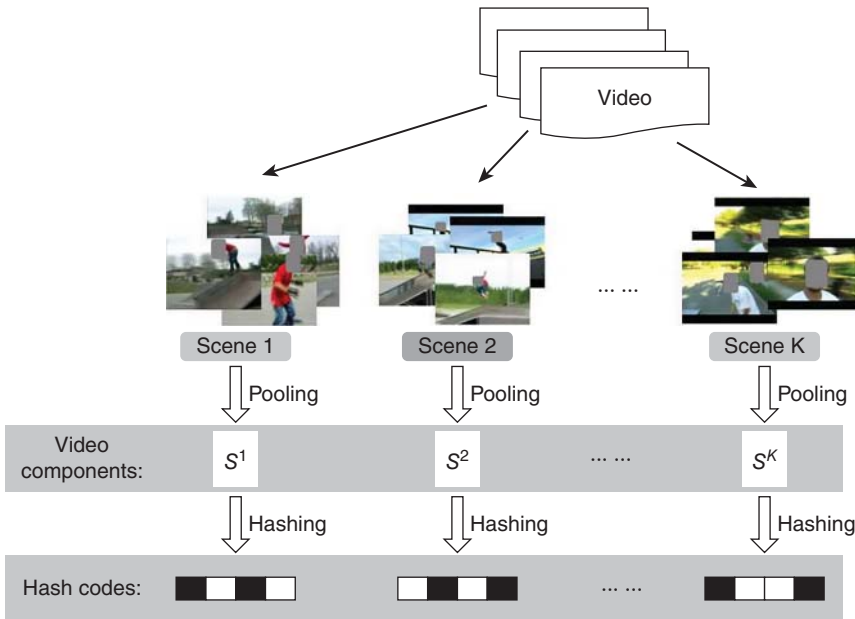 Video
... ...
Scene 1 Scene 2 Scene K
Pooling Pooling Pooling
Video
components: S¹ S² ... ... Sᴷ
Hashing Hashing Hashing
Hash codes: ... ...